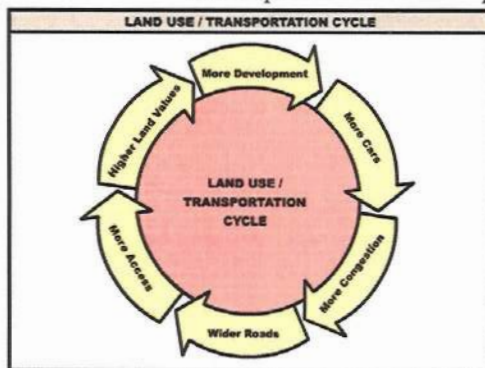 LAND USE / TRANSPORTATION CYCLE
More Development
More Cars
More Congestion
Wider Roads
More Access
Higher Land Values
LAND USE /
TRANSPORTATION
CYCLE